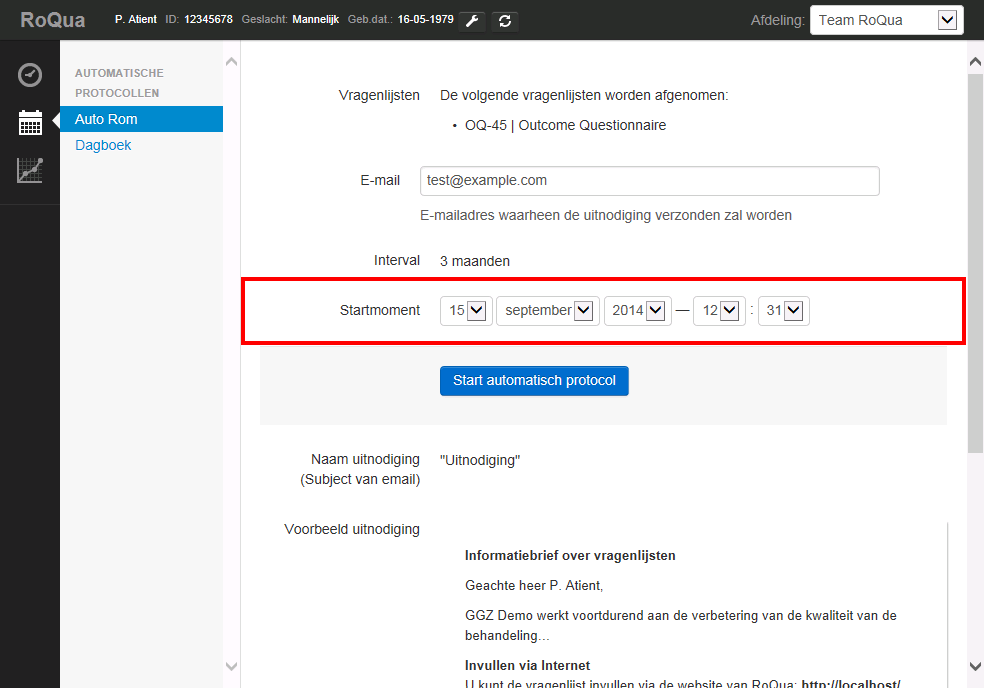 RoQua P. Atient ID: 12345678 Geslacht: Mannelijk Geb.dat.: 16-05-1979 Afdeling: Team RoQua
AUTOMATISCHE
PROTOCOLLEN
Auto Rom
Dagboek
Vragenlijsten De volgende vragenlijsten worden afgenomen:
• OQ-45 | Outcome Questionnaire
E-mail test@example.com
E-mailadres waarheen de uitnodiging verzonden zal worden
Interval 3 maanden
Startmoment 15 september 2014 — 12 : 31
Start automatisch protocol
Naam uitnodiging "Uitnodiging"
(Subject van email)
Voorbeeld uitnodiging
Informatiebrief over vragenlijsten
Geachte heer P. Atient,
GGZ Demo werkt voortdurend aan de verbetering van de kwaliteit van de
behandeling…
Invullen via Internet
U kunt de vragenlijst invullen via de website van RoQua: http://localhost/